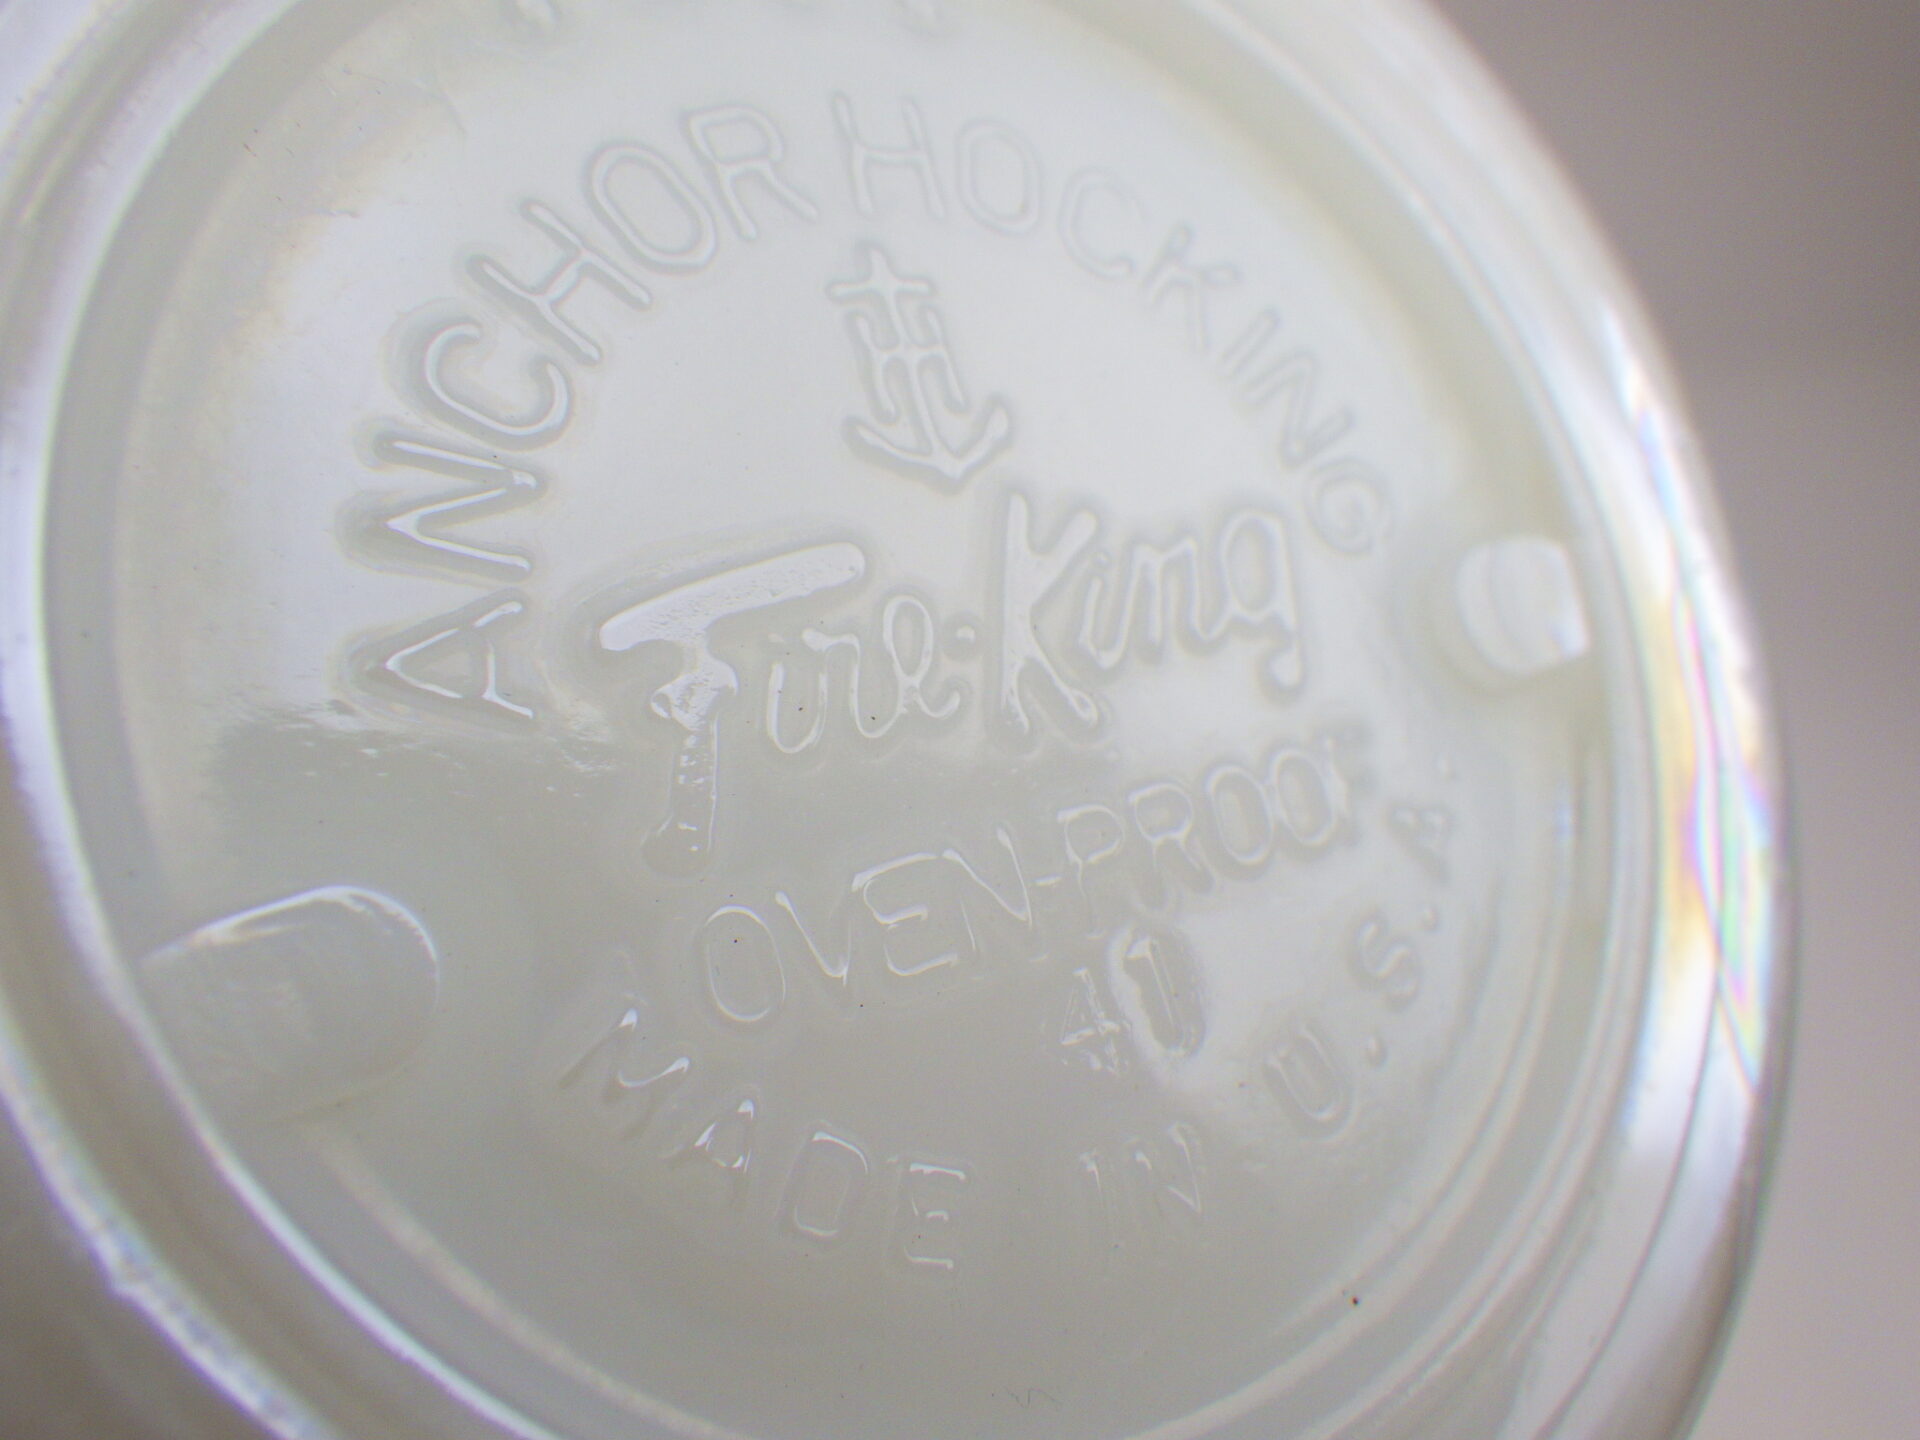 ANCHOR HOCKING
Fire-King
OVEN-PROOF
41
MADE IN U.S.A.